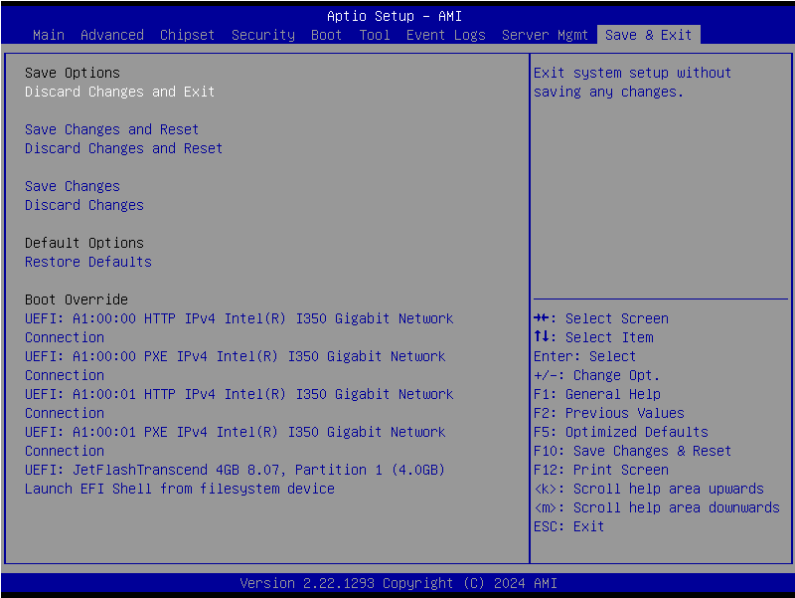 Aptio Setup – AMI
Main Advanced Chipset Security Boot Tool Event Logs Server Mgmt Save & Exit
Save Options
Discard Changes and Exit
Save Changes and Reset
Discard Changes and Reset
Save Changes
Discard Changes
Default Options
Restore Defaults
Boot Override
UEFI: A1:00:00 HTTP IPv4 Intel(R) I350 Gigabit Network
Connection
UEFI: A1:00:00 PXE IPv4 Intel(R) I350 Gigabit Network
Connection
UEFI: A1:00:01 HTTP IPv4 Intel(R) I350 Gigabit Network
Connection
UEFI: A1:00:01 PXE IPv4 Intel(R) I350 Gigabit Network
Connection
UEFI: JetFlashTranscend 4GB 8.07, Partition 1 (4.0GB)
Launch EFI Shell from filesystem device
Exit system setup without
saving any changes.
→←: Select Screen
↑↓: Select Item
Enter: Select
+/-: Change Opt.
F1: General Help
F2: Previous Values
F5: Optimized Defaults
F10: Save Changes & Reset
F12: Print Screen
<k>: Scroll help area upwards
<m>: Scroll help area downwards
ESC: Exit
Version 2.22.1293 Copyright (C) 2024 AMI